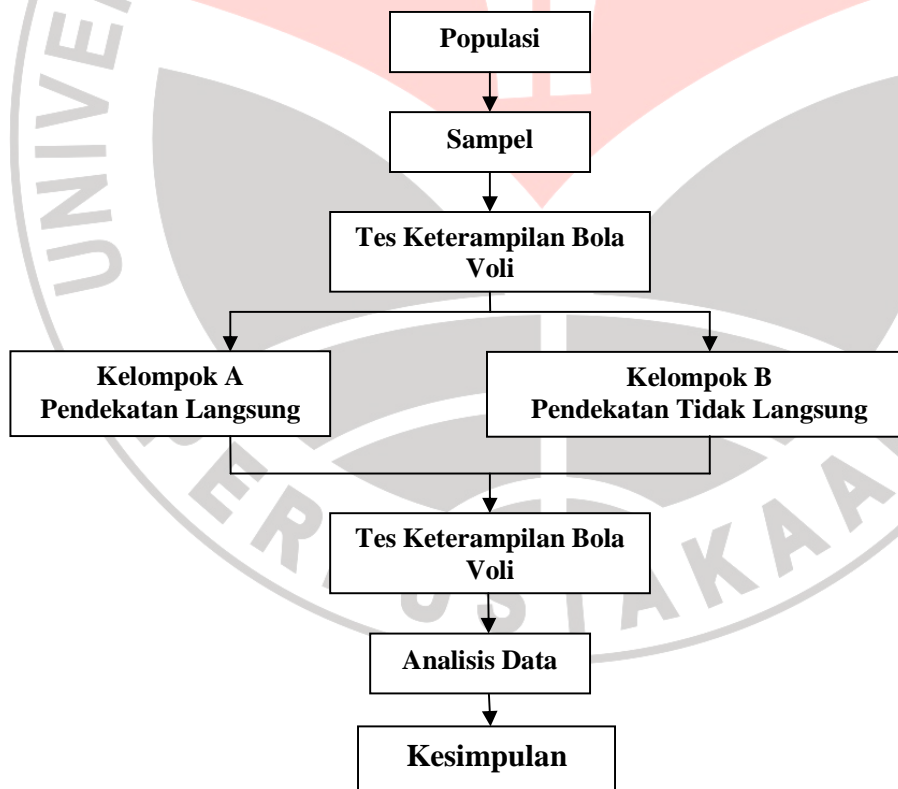 Populasi
Sampel
Tes Keterampilan Bola
Voli
Kelompok A
Pendekatan Langsung
Kelompok B
Pendekatan Tidak Langsung
Tes Keterampilan Bola
Voli
Analisis Data
Kesimpulan